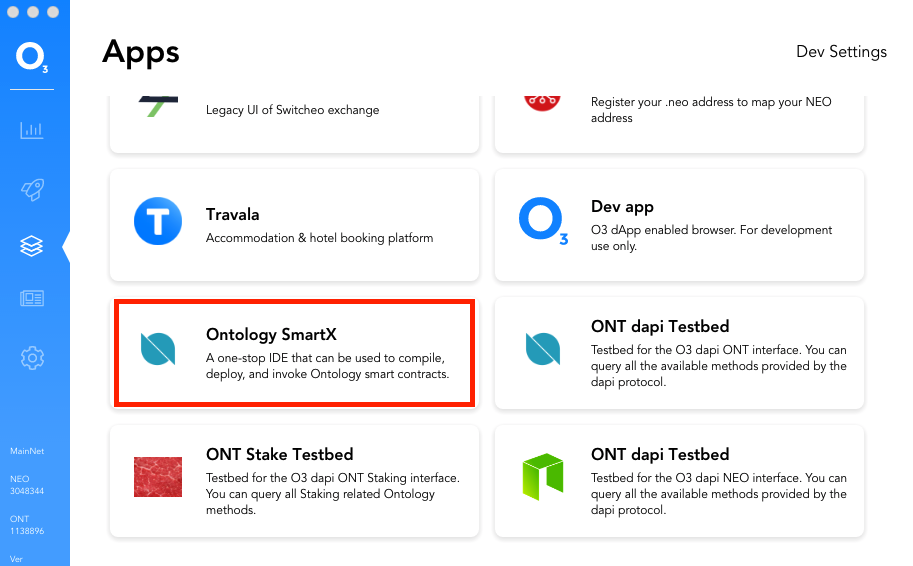 O3
Apps
Dev Settings
Legacy UI of Switcheo exchange
Register your .neo address to map your NEO
address
T
Travala
Accommodation & hotel booking platform
O3
Dev app
O3 dApp enabled browser. For development
use only.
Ontology SmartX
A one-stop IDE that can be used to compile,
deploy, and invoke Ontology smart contracts.
ONT dapi Testbed
Testbed for the O3 dapi ONT interface. You can
query all the available methods provided by the
dapi protocol.
ONT Stake Testbed
Testbed for the O3 dapi ONT Staking interface.
You can query all Staking related Ontology
methods.
ONT dapi Testbed
Testbed for the O3 dapi NEO interface. You can
query all the available methods provided by the
dapi protocol.
MainNet
NEO
3048344
ONT
1138896
Ver